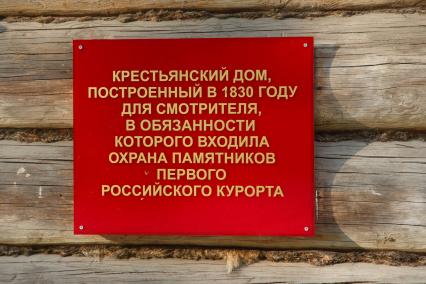 КРЕСТЬЯНСКИЙ ДОМ,
ПОСТРОЕННЫЙ В 1830 ГОДУ
ДЛЯ СМОТРИТЕЛЯ,
В ОБЯЗАННОСТИ
КОТОРОГО ВХОДИЛА
ОХРАНА ПАМЯТНИКОВ
ПЕРВОГО
РОССИЙСКОГО КУРОРТА